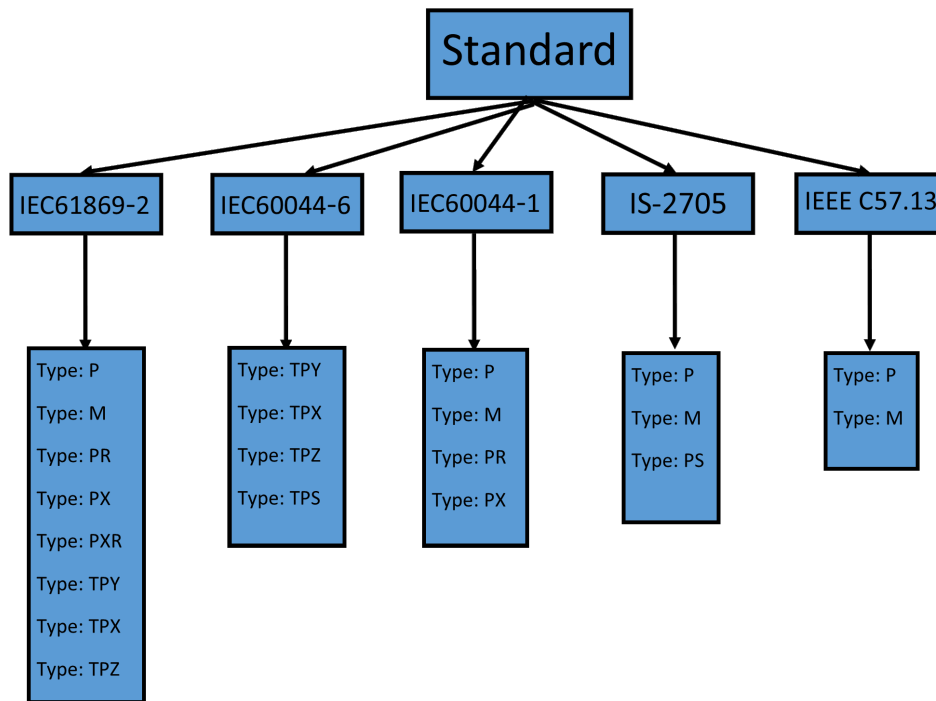 Standard
IEC61869-2
IEC60044-6
IEC60044-1
IS-2705
IEEE C57.13
Type: P
Type: M
Type: PR
Type: PX
Type: PXR
Type: TPY
Type: TPX
Type: TPZ
Type: TPY
Type: TPX
Type: TPZ
Type: TPS
Type: P
Type: M
Type: PR
Type: PX
Type: P
Type: M
Type: PS
Type: P
Type: M